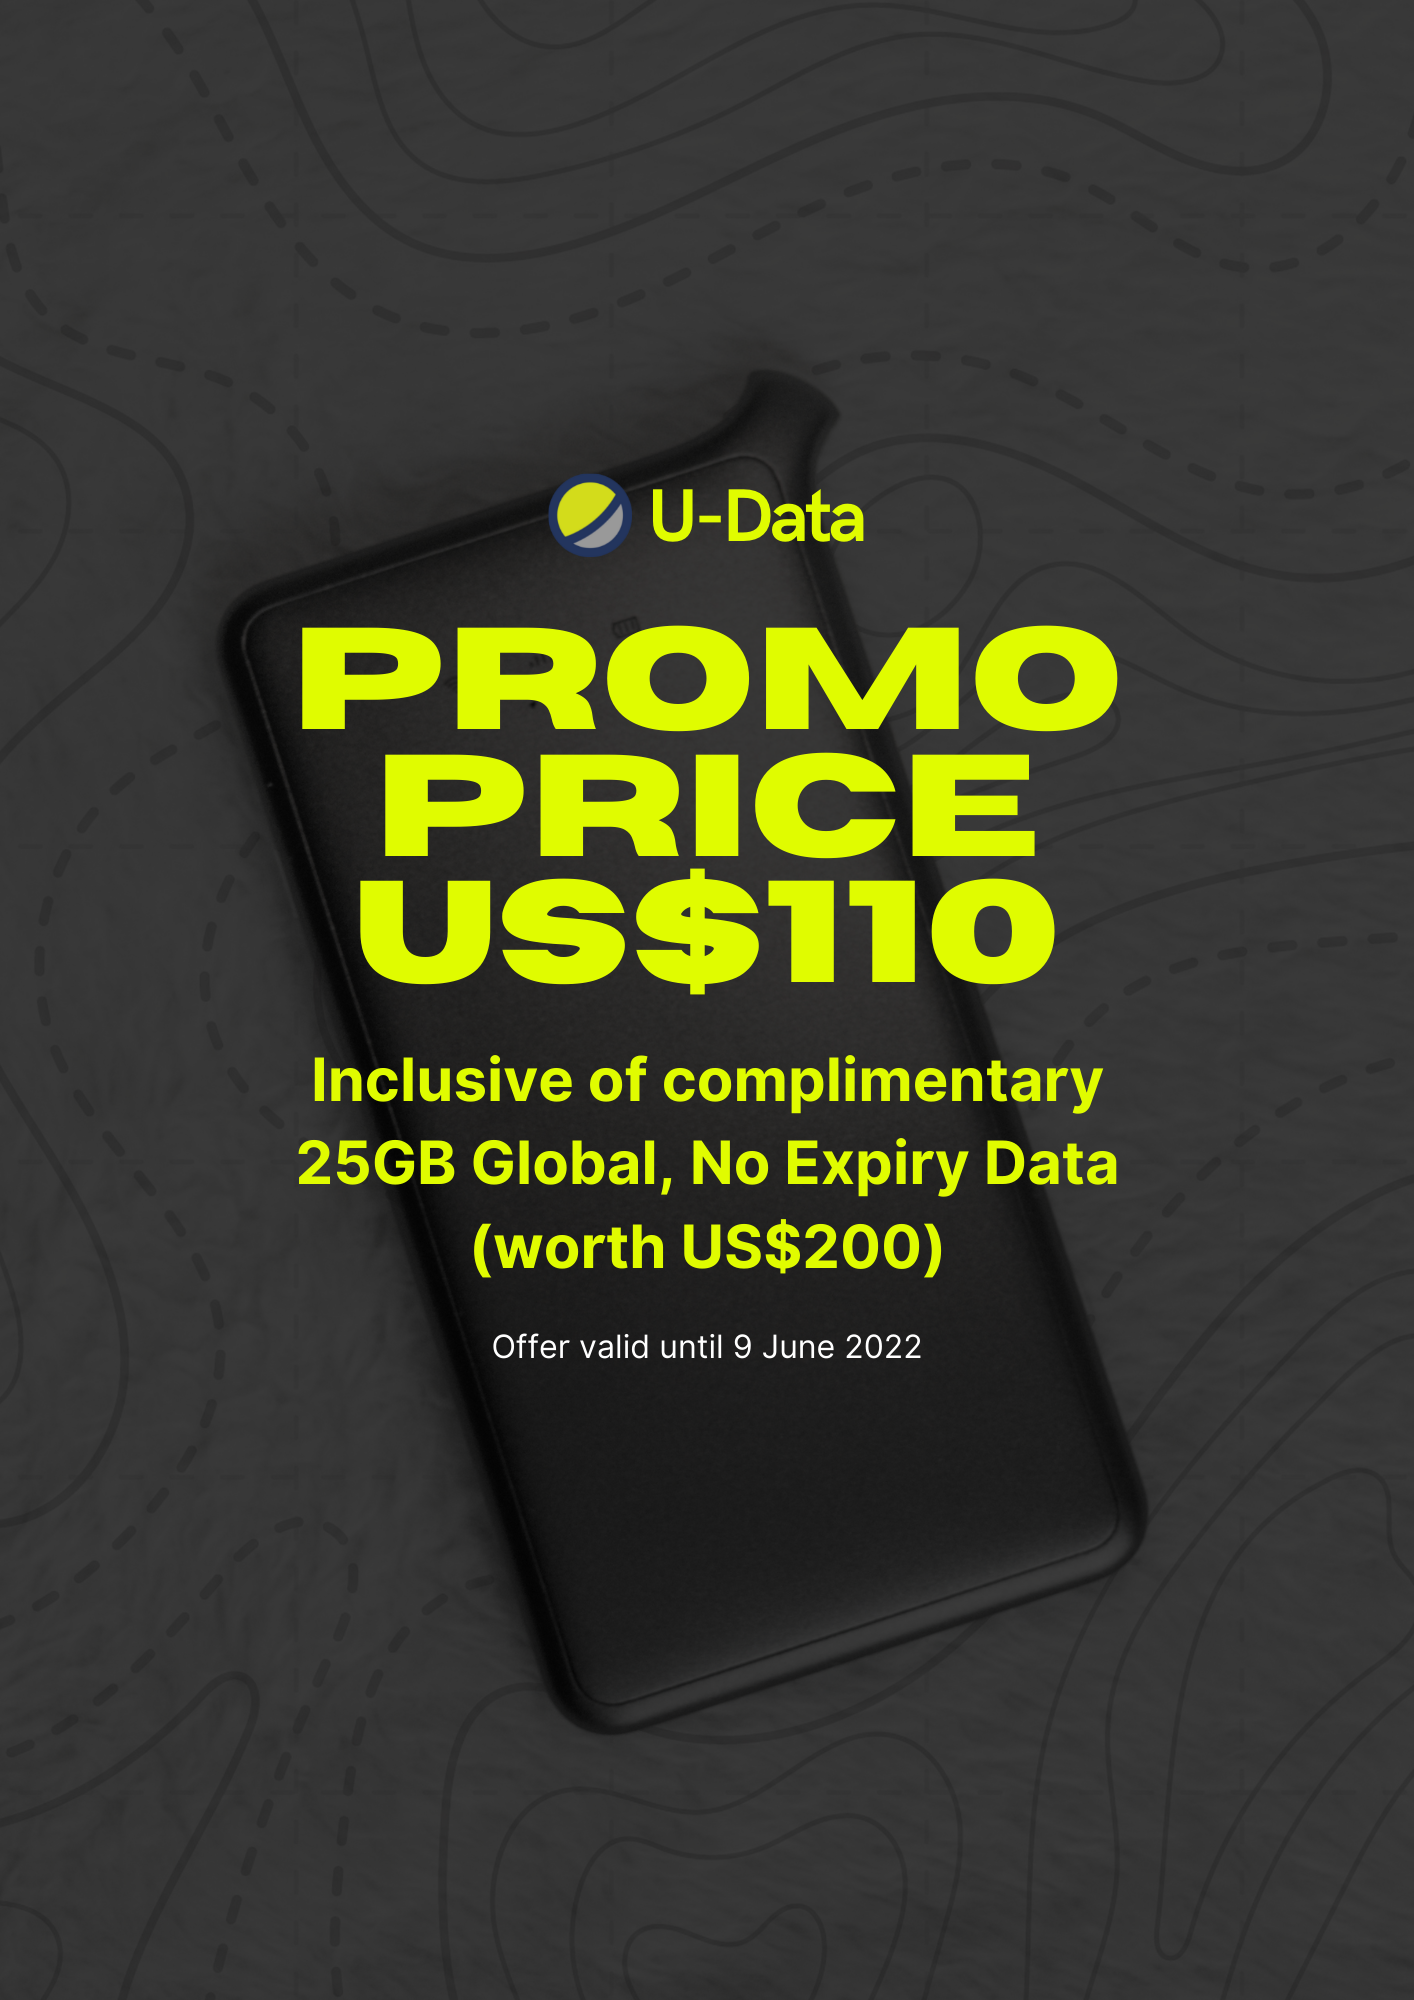 U-Data
PROMO
PRICE
US$110
Inclusive of complimentary
25GB Global, No Expiry Data
(worth US$200)
Offer valid until 9 June 2022